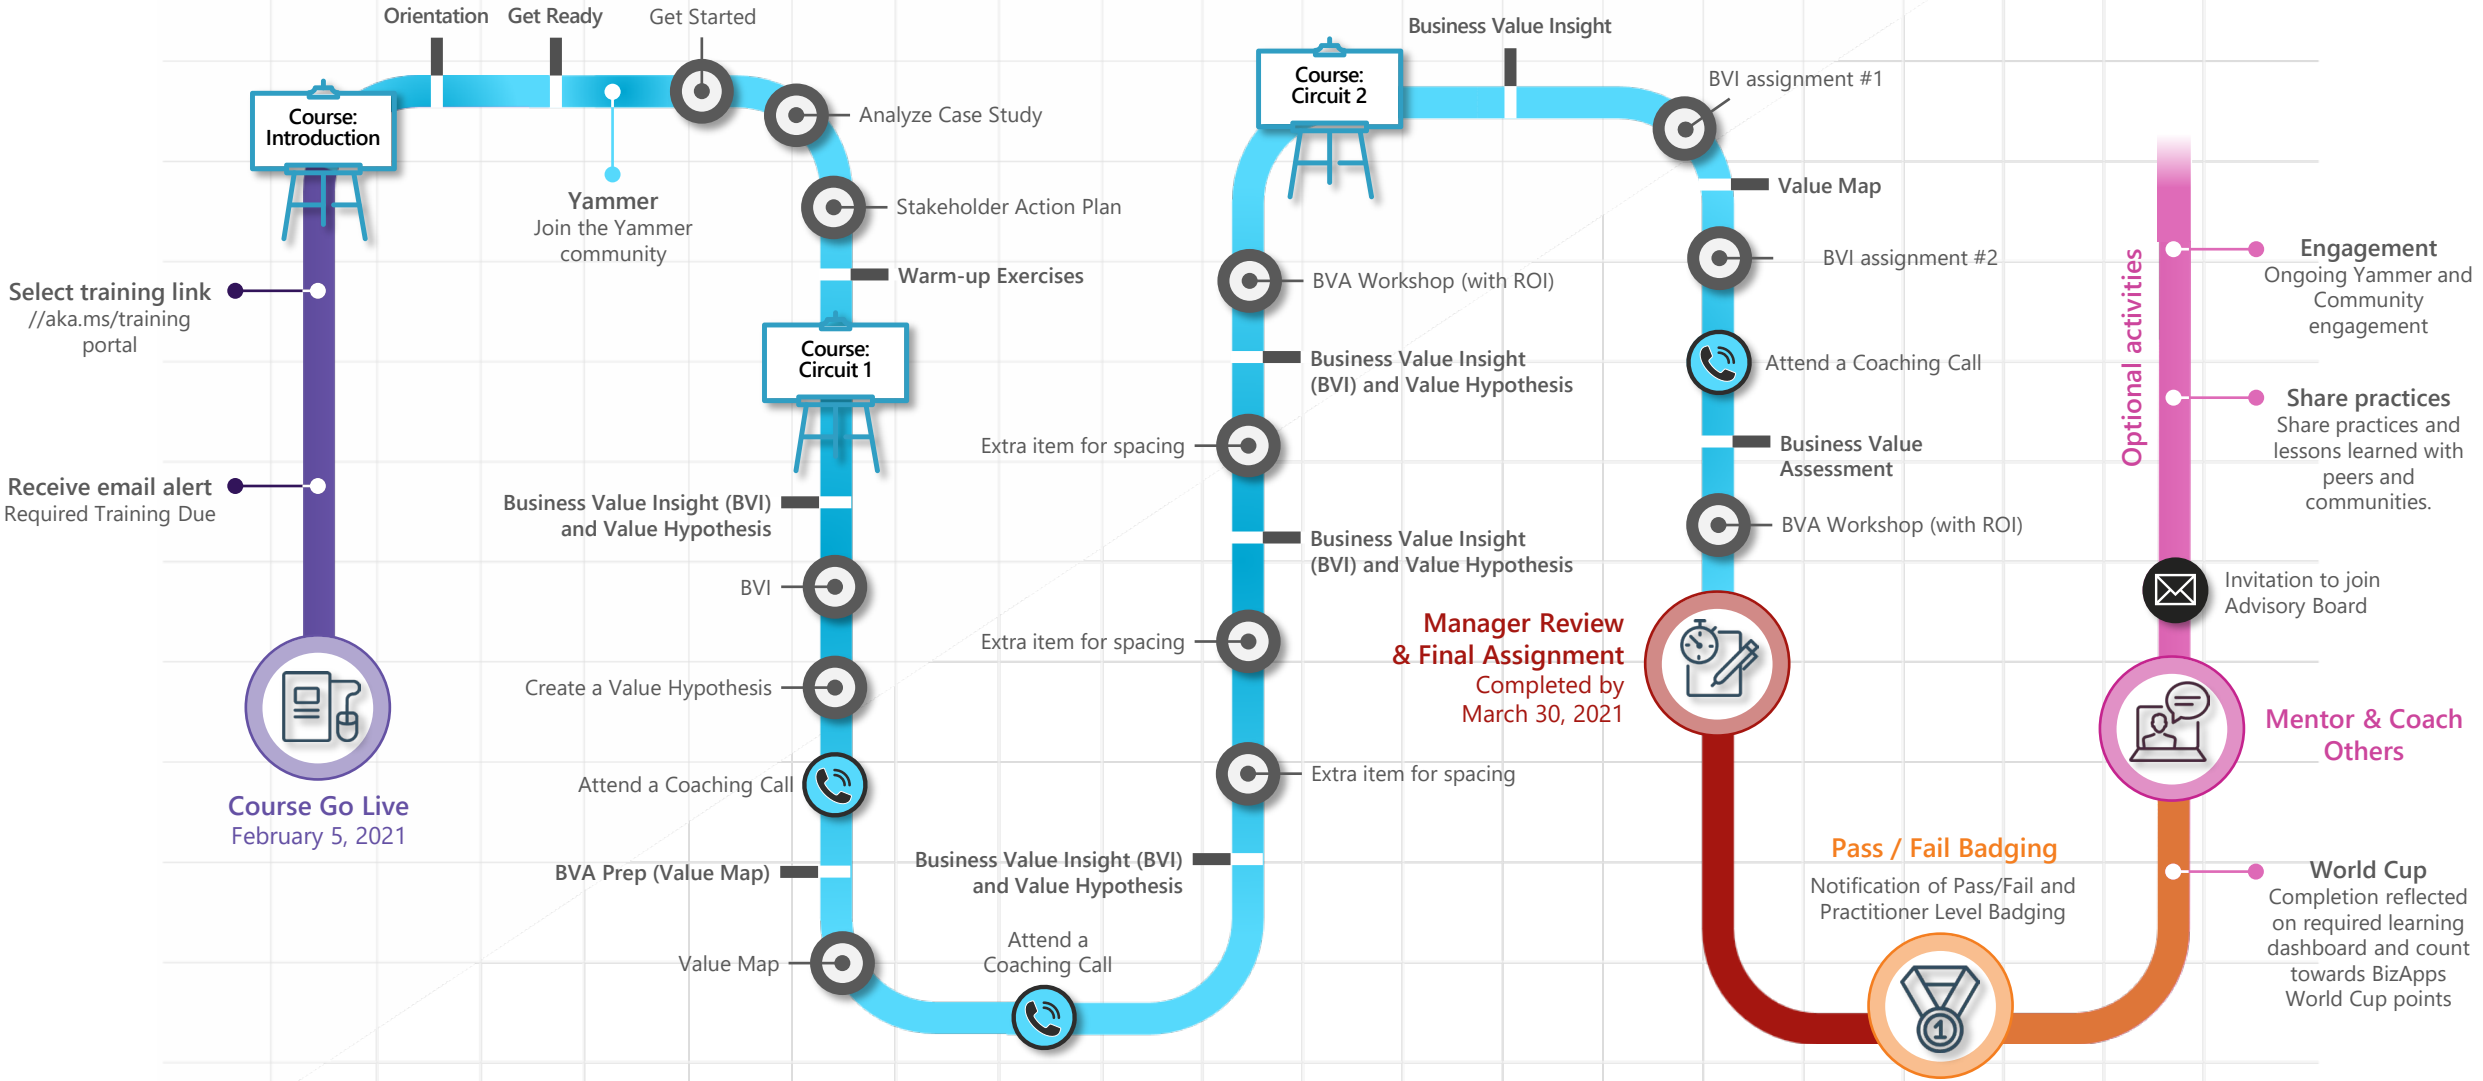 Orientation
Get Ready
Get Started
Course:
Introduction
Yammer
Join the Yammer
community
Analyze Case Study
Stakeholder Action Plan
Warm-up Exercises
Select training link
//aka.ms/training
portal
Receive email alert
Required Training Due
Course Go Live
February 5, 2021
Course:
Circuit 1
Business Value Insight (BVI)
and Value Hypothesis
BVI
Create a Value Hypothesis
Attend a Coaching Call
BVA Prep (Value Map)
Value Map
Attend a
Coaching Call
Business Value Insight (BVI)
and Value Hypothesis
Extra item for spacing
Extra item for spacing
Business Value Insight
(BVI) and Value Hypothesis
Extra item for spacing
Business Value Insight
(BVI) and Value Hypothesis
BVA Workshop (with ROI)
Course:
Circuit 2
Business Value Insight
BVI assignment #1
Value Map
BVI assignment #2
Attend a Coaching Call
Business Value
Assessment
BVA Workshop (with ROI)
Manager Review
& Final Assignment
Completed by
March 30, 2021
Pass / Fail Badging
Notification of Pass/Fail and
Practitioner Level Badging
1
World Cup
Completion reflected
on required learning
dashboard and count
towards BizApps
World Cup points
Mentor & Coach
Others
Invitation to join
Advisory Board
Optional activities
Share practices
Share practices and
lessons learned with
peers and
communities.
Engagement
Ongoing Yammer and
Community
engagement